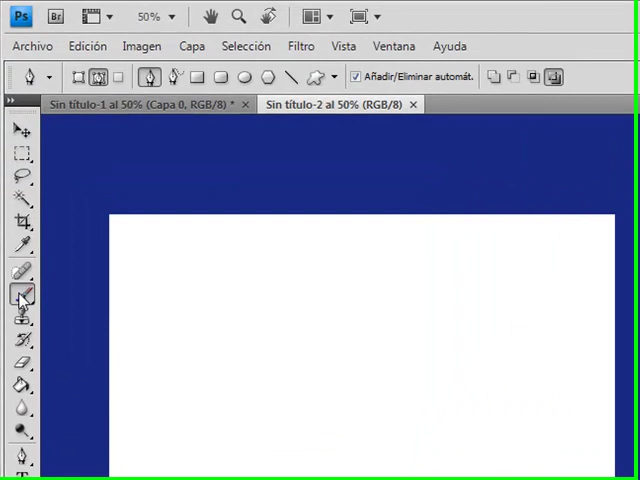 Ps Br 50%
Archivo Edición Imagen Capa Selección Filtro Vista Ventana Ayuda
Añadir/Eliminar automát.
Sin título-1 al 50% (Capa 0, RGB/8) * × Sin título-2 al 50% (RGB/8) ×
T